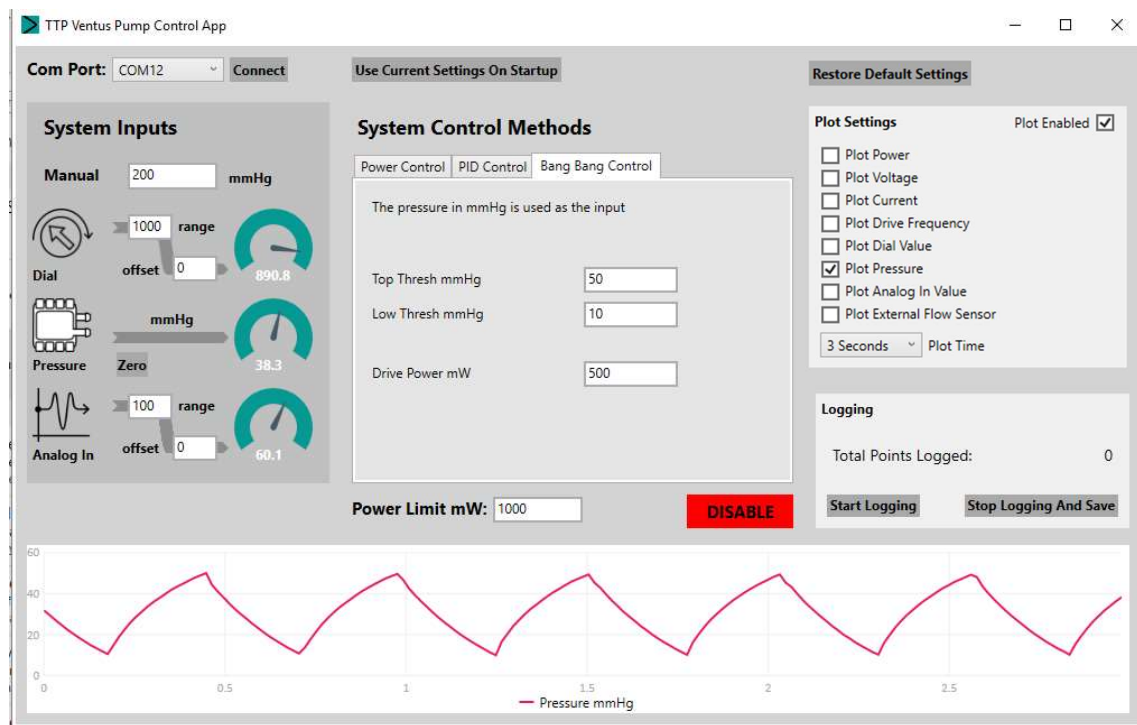 TTP Ventus Pump Control App
Com Port: COM12 Connect
Use Current Settings On Startup
Restore Default Settings
System Inputs
Manual 200 mmHg
1000 range
offset 0
Dial
890.8
mmHg
Pressure Zero
38.3
100 range
offset 0
Analog In
60.1
System Control Methods
Power Control PID Control Bang Bang Control
The pressure in mmHg is used as the input
Top Thresh mmHg 50
Low Thresh mmHg 10
Drive Power mW 500
Power Limit mW: 1000 DISABLE
Plot Settings Plot Enabled
Plot Power
Plot Voltage
Plot Current
Plot Drive Frequency
Plot Dial Value
Plot Pressure
Plot Analog In Value
Plot External Flow Sensor
3 Seconds Plot Time
Logging
Total Points Logged: 0
Start Logging Stop Logging And Save
60
40
20
0
0 0.5 1 1.5 2 2.5
Pressure mmHg